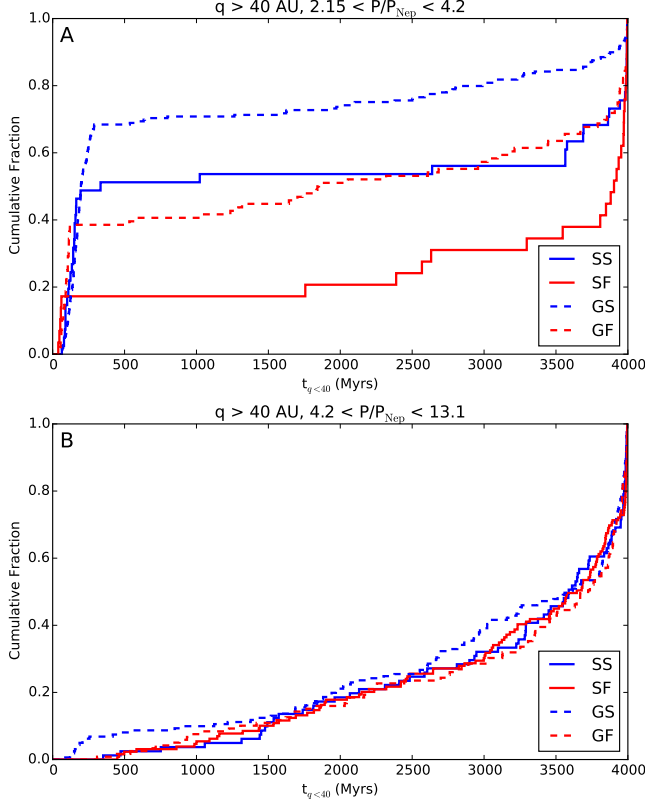 q > 40 AU, 2.15 < P/P_Nep < 4.2
A
1.0
0.8
0.6
0.4
0.2
0.0
Cumulative Fraction
SS
SF
GS
GF
0 500 1000 1500 2000 2500 3000 3500 4000
t_q<40 (Myrs)
q > 40 AU, 4.2 < P/P_Nep < 13.1
B
1.0
0.8
0.6
0.4
0.2
0.0
Cumulative Fraction
SS
SF
GS
GF
0 500 1000 1500 2000 2500 3000 3500 4000
t_q<40 (Myrs)